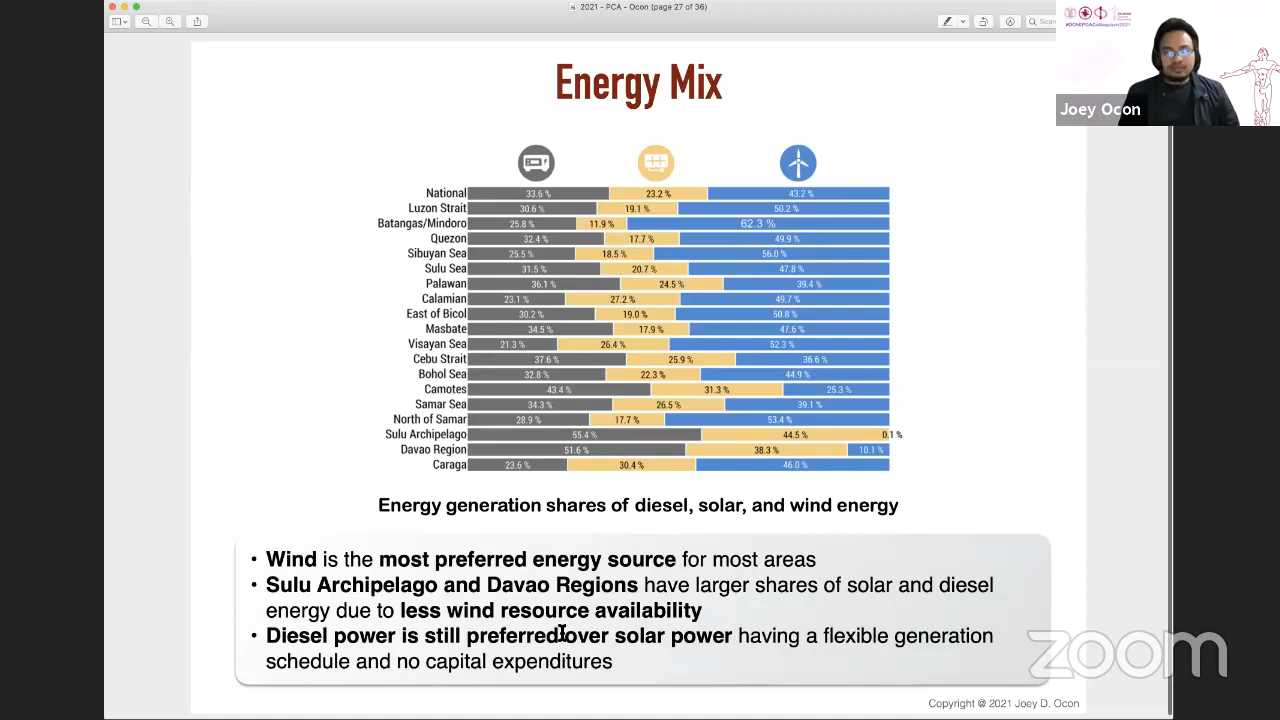 2021 - PCA - Ocon (page 27 of 36)
Energy Mix
National 33.6 % 23.2 % 43.2 %
Luzon Strait 30.6 % 19.1 % 50.2 %
Batangas/Mindoro 25.8 % 11.9 % 62.3 %
Quezon 32.4 % 17.7 % 49.9 %
Sibuyan Sea 25.5 % 18.5 % 56.0 %
Sulu Sea 31.5 % 20.7 % 47.8 %
Palawan 36.1 % 24.5 % 39.4 %
Calamian 23.1 % 27.2 % 49.7 %
East of Bicol 30.2 % 19.0 % 50.8 %
Masbate 34.5 % 17.9 % 47.6 %
Visayan Sea 21.3 % 26.4 % 52.3 %
Cebu Strait 37.6 % 25.9 % 36.6 %
Bohol Sea 32.8 % 22.3 % 44.9 %
Camotes 43.4 % 31.3 % 25.3 %
Samar Sea 34.3 % 26.5 % 39.1 %
North of Samar 28.9 % 17.7 % 53.4 %
Sulu Archipelago 55.4 % 44.5 % 0.1 %
Davao Region 51.6 % 38.3 % 10.1 %
Caraga 23.6 % 30.4 % 46.0 %
Energy generation shares of diesel, solar, and wind energy
• Wind is the most preferred energy source for most areas
• Sulu Archipelago and Davao Regions have larger shares of solar and diesel
energy due to less wind resource availability
• Diesel power is still preferred over solar power having a flexible generation
schedule and no capital expenditures
Copyright @ 2021 Joey D. Ocon
Joey Ocon
zoom